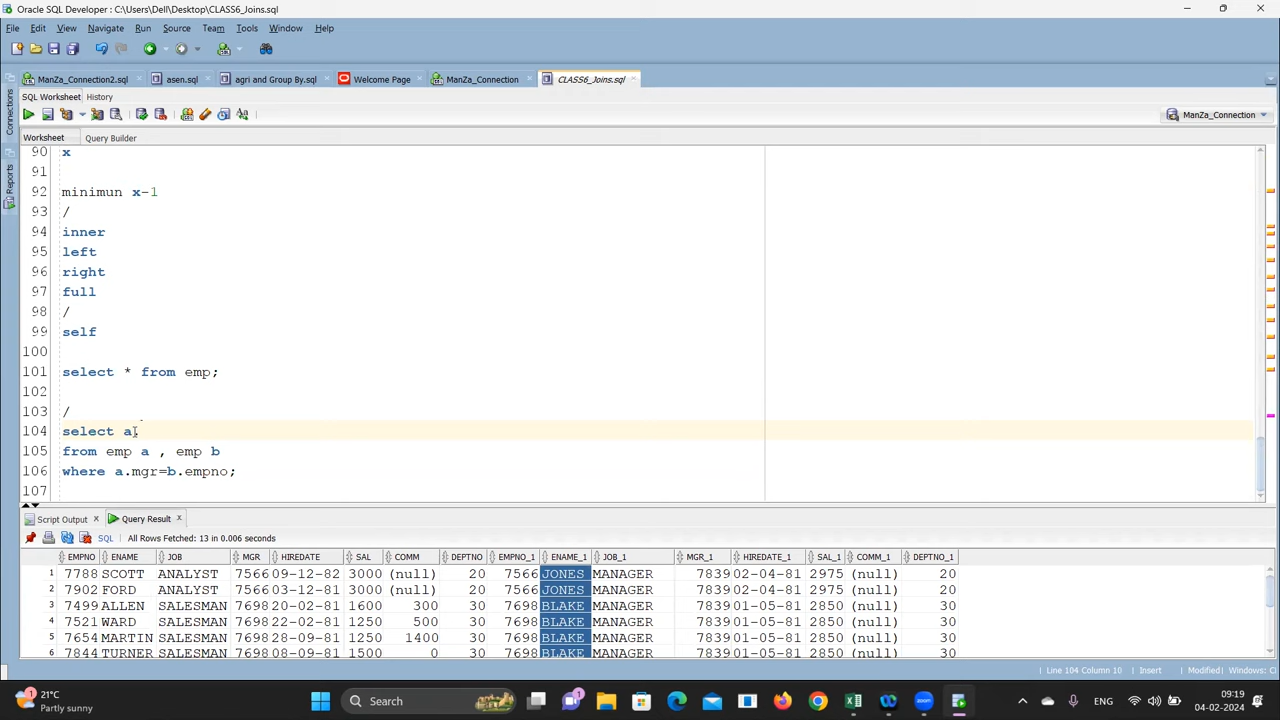 Oracle SQL Developer : C:\Users\Dell\Desktop\CLASS6_Joins.sql
File Edit View Navigate Run Source Team Tools Window Help
ManZa_Connection2.sql asen.sql agri and Group By.sql Welcome Page ManZa_Connection CLASS6_Joins.sql
SQL Worksheet History
ManZa_Connection
Worksheet Query Builder
Connections
Reports
90 x
91
92 minimun x-1
93 /
94 inner
95 left
96 right
97 full
98 /
99 self
100
101 select * from emp;
102
103 /
104 select a
105 from emp a , emp b
106 where a.mgr=b.empno;
107
Script Output Query Result
SQL All Rows Fetched: 13 in 0.006 seconds
EMPNO ENAME JOB MGR HIREDATE SAL COMM DEPTNO EMPNO_1 ENAME_1 JOB_1 MGR_1 HIREDATE_1 SAL_1 COMM_1 DEPTNO_1
1 7788 SCOTT ANALYST 7566 09-12-82 3000 (null) 20 7566 JONES MANAGER 7839 02-04-81 2975 (null) 20
2 7902 FORD ANALYST 7566 03-12-81 3000 (null) 20 7566 JONES MANAGER 7839 02-04-81 2975 (null) 20
3 7499 ALLEN SALESMAN 7698 20-02-81 1600 300 30 7698 BLAKE MANAGER 7839 01-05-81 2850 (null) 30
4 7521 WARD SALESMAN 7698 22-02-81 1250 500 30 7698 BLAKE MANAGER 7839 01-05-81 2850 (null) 30
5 7654 MARTIN SALESMAN 7698 28-09-81 1250 1400 30 7698 BLAKE MANAGER 7839 01-05-81 2850 (null) 30
6 7844 TURNER SALESMAN 7698 08-09-81 1500 0 30 7698 BLAKE MANAGER 7839 01-05-81 2850 (null) 30
Line 104 Column 10 Insert Modified Windows: C
21°C
Partly sunny
Search
ENG
09:19
04-02-2024